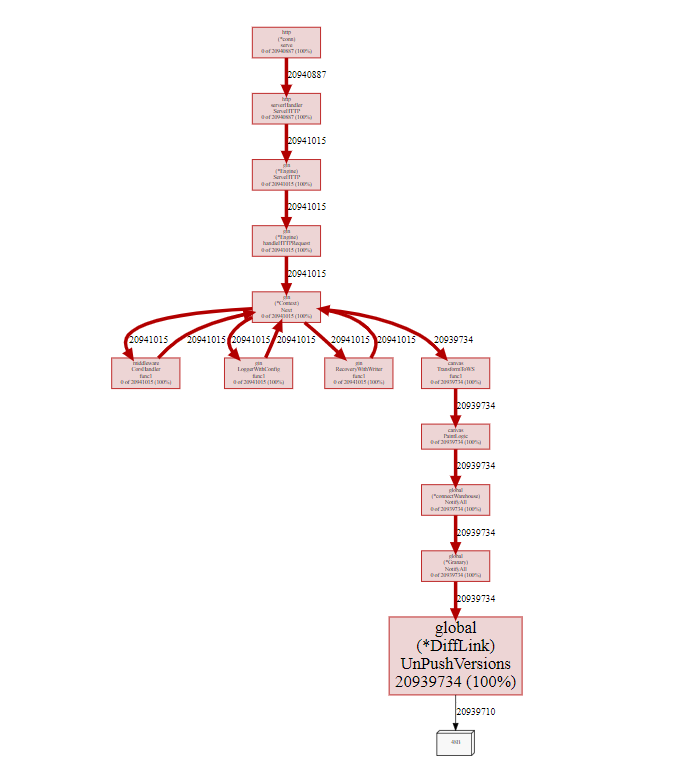 http
(*conn)
serve
0 of 20940887 (100%)
20940887
http
serverHandler
ServeHTTP
0 of 20940887 (100%)
20941015
gin
(*Engine)
ServeHTTP
0 of 20941015 (100%)
20941015
gin
(*Engine)
handleHTTPRequest
0 of 20941015 (100%)
20941015
gin
(*Context)
Next
0 of 20941015 (100%)
20941015 20941015 20941015 20941015 20941015 20941015 20939734
middleware
CorsHandler
func1
0 of 20941015 (100%)
gin
LoggerWithConfig
func1
0 of 20941015 (100%)
gin
RecoveryWithWriter
func1
0 of 20941015 (100%)
canvas
TransformToWS
func1
0 of 20939734 (100%)
20939734
canvas
PaintLogic
0 of 20939734 (100%)
20939734
global
(*connectWarehouse)
NotifyAll
0 of 20939734 (100%)
20939734
global
(*Granary)
NotifyAll
0 of 20939734 (100%)
20939734
global
(*DiffLink)
UnPushVersions
20939734 (100%)
20939710